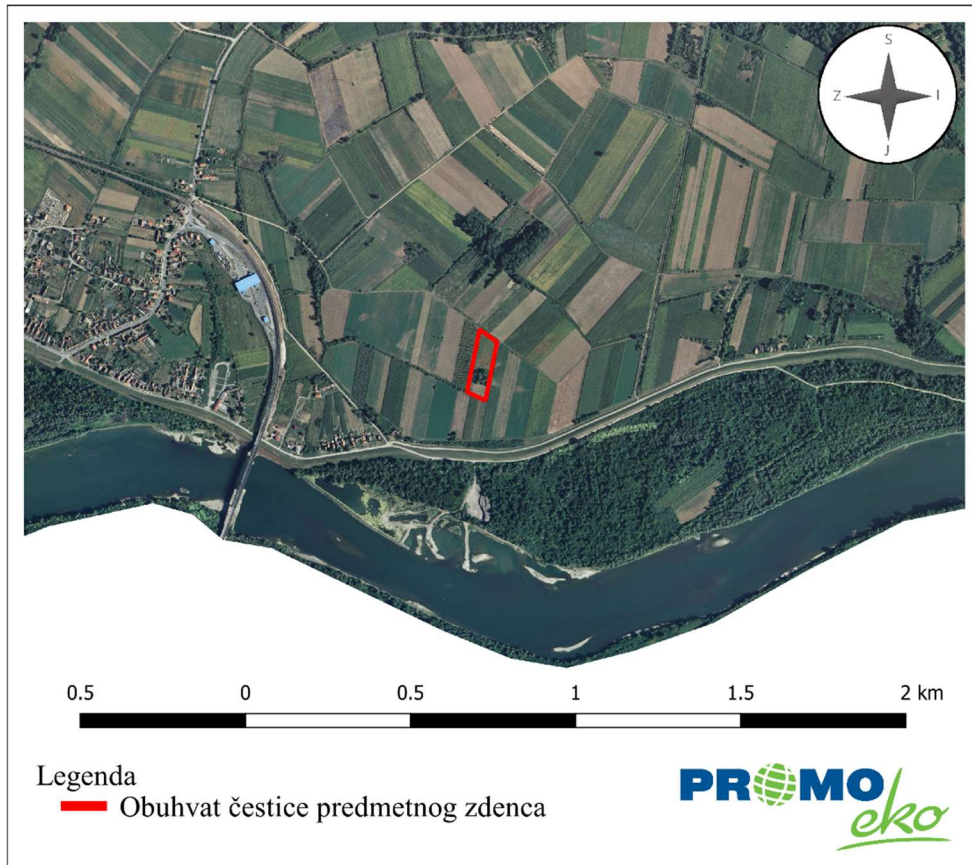 S
Z I
J
0.5 0 0.5 1 1.5 2 km
Legenda
Obuhvat čestice predmetnog zdenca
PROMO
eko